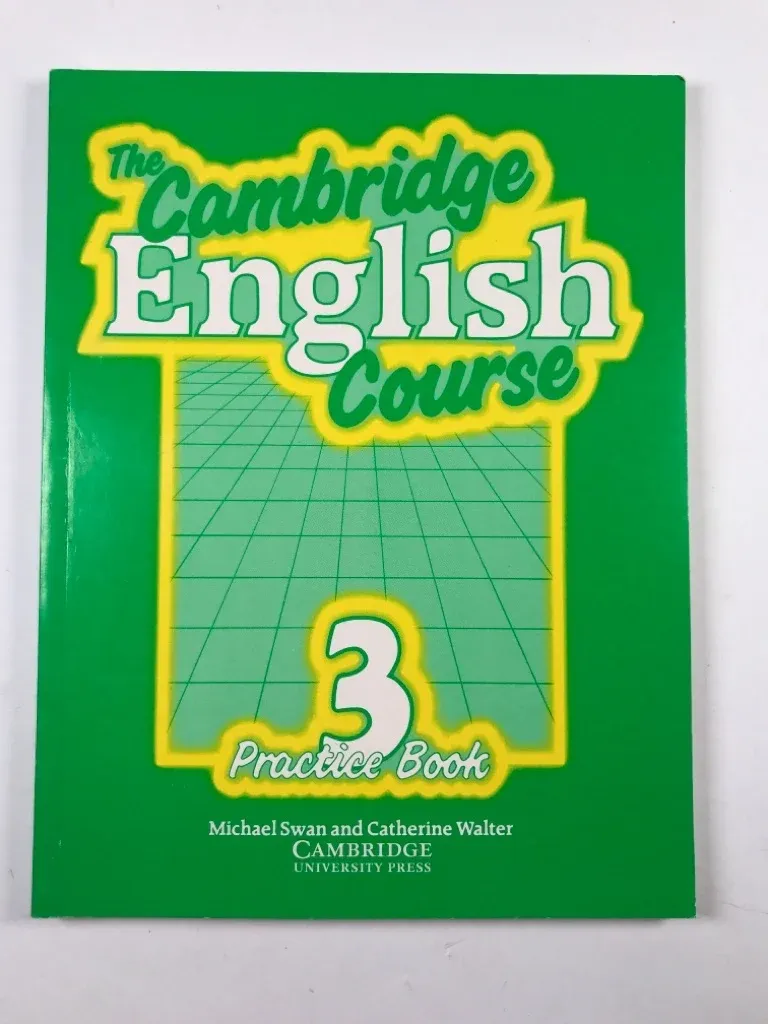 The Cambridge
English
Course
3
Practice Book
Michael Swan and Catherine Walter
CAMBRIDGE
UNIVERSITY PRESS